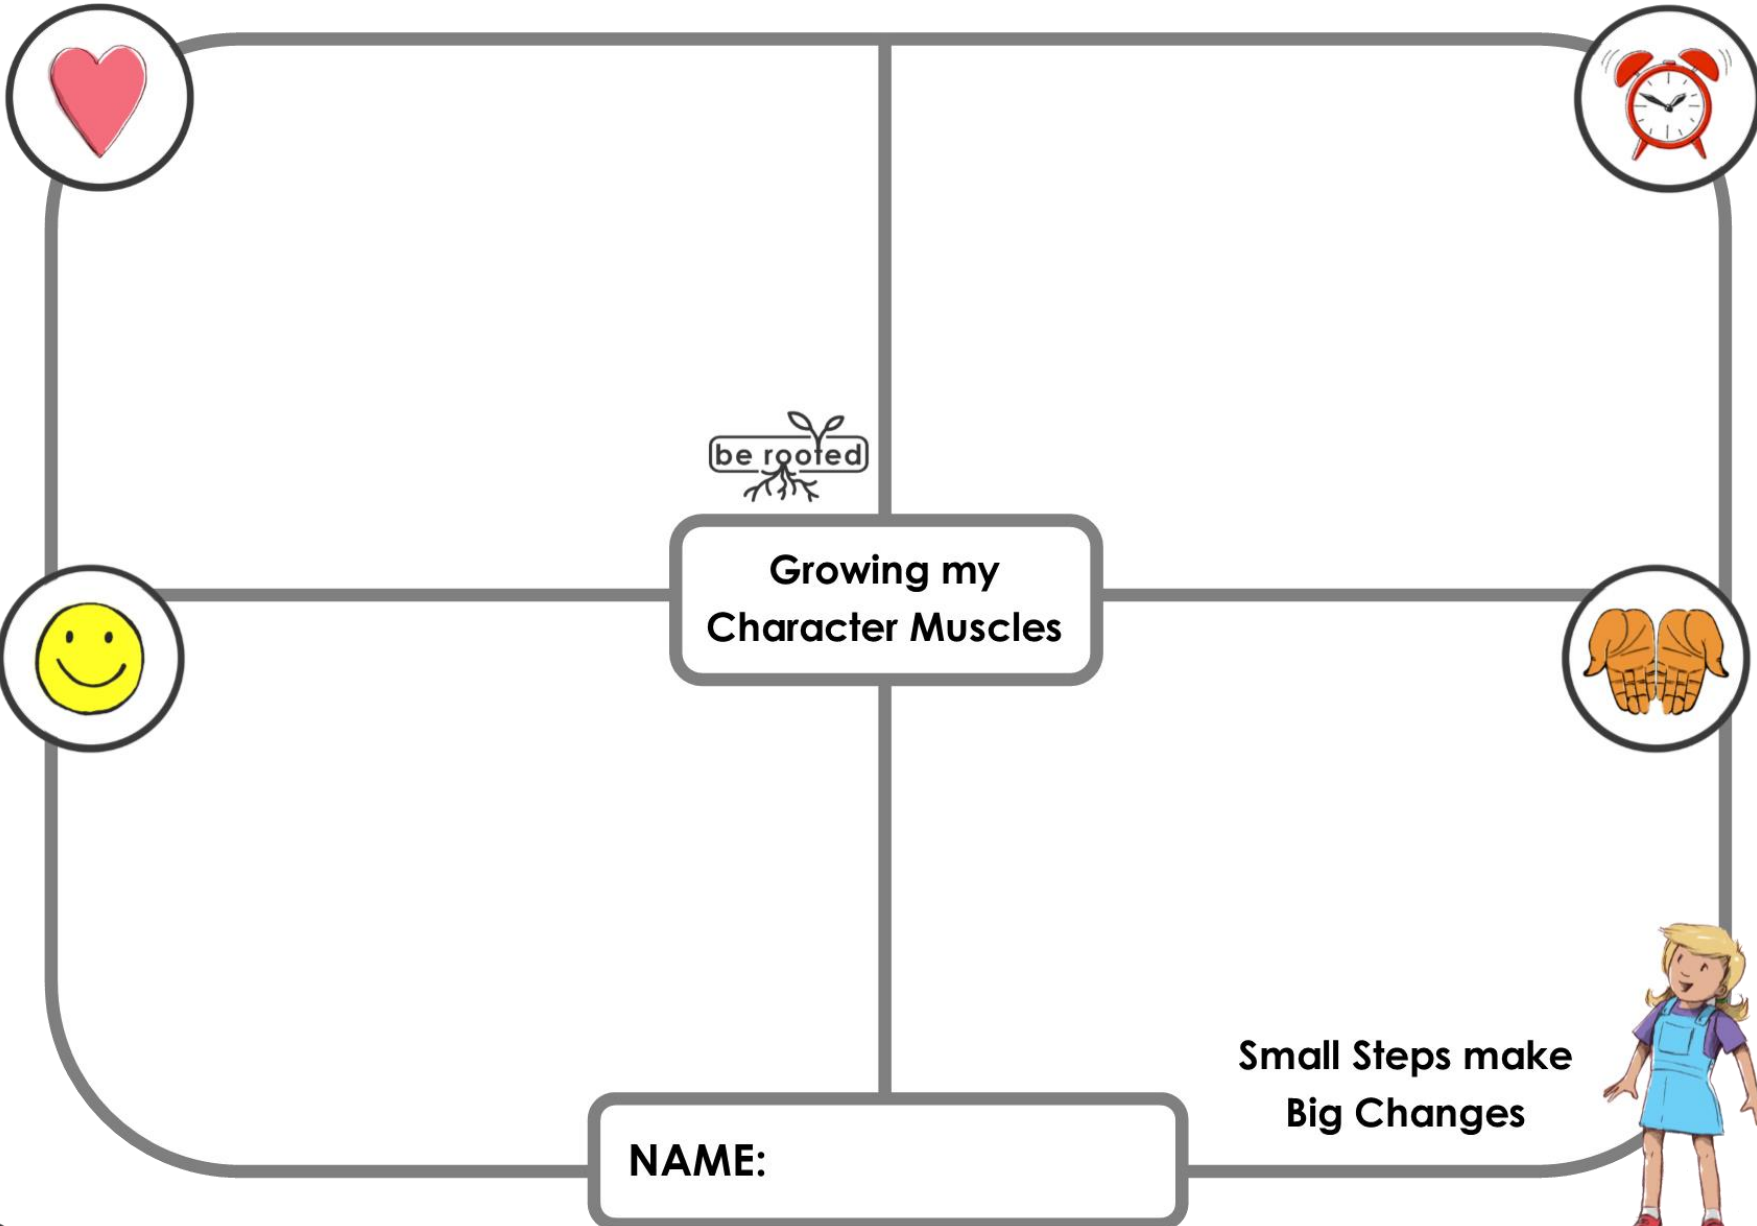 be rooted
Growing my
Character Muscles
Small Steps make
Big Changes
NAME: